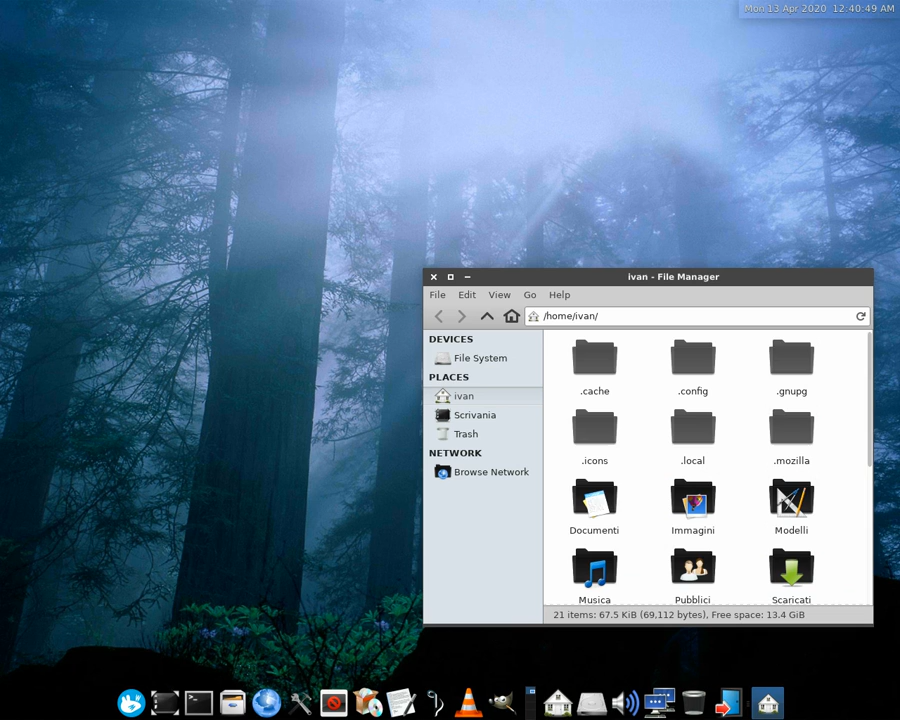 Mon 13 Apr 2020 12:40:49 AM
ivan - File Manager
File Edit View Go Help
/home/ivan/
DEVICES
File System
PLACES
ivan
Scrivania
Trash
NETWORK
Browse Network
.cache .config .gnupg
.icons .local .mozilla
Documenti Immagini Modelli
Musica Pubblici Scaricati
21 items: 67.5 KiB (69,112 bytes), Free space: 13.4 GiB